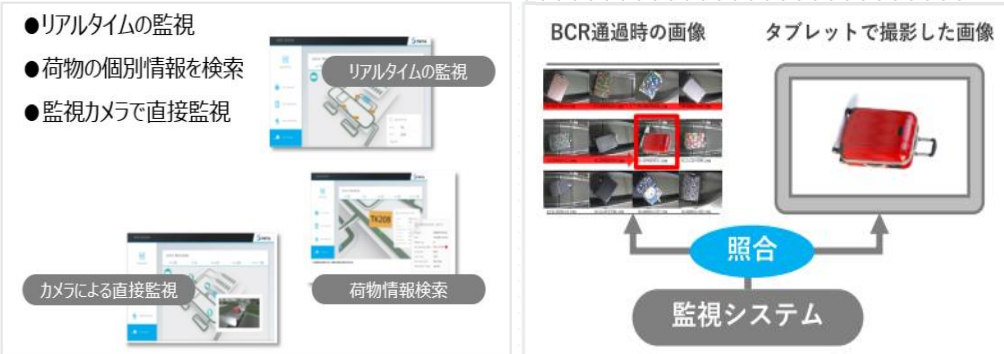 ●リアルタイムの監視
●荷物の個別情報を検索
●監視カメラで直接監視
リアルタイムの監視
TK208
カメラによる直接監視
荷物情報検索
BCR通過時の画像
タブレットで撮影した画像
照合
監視システム